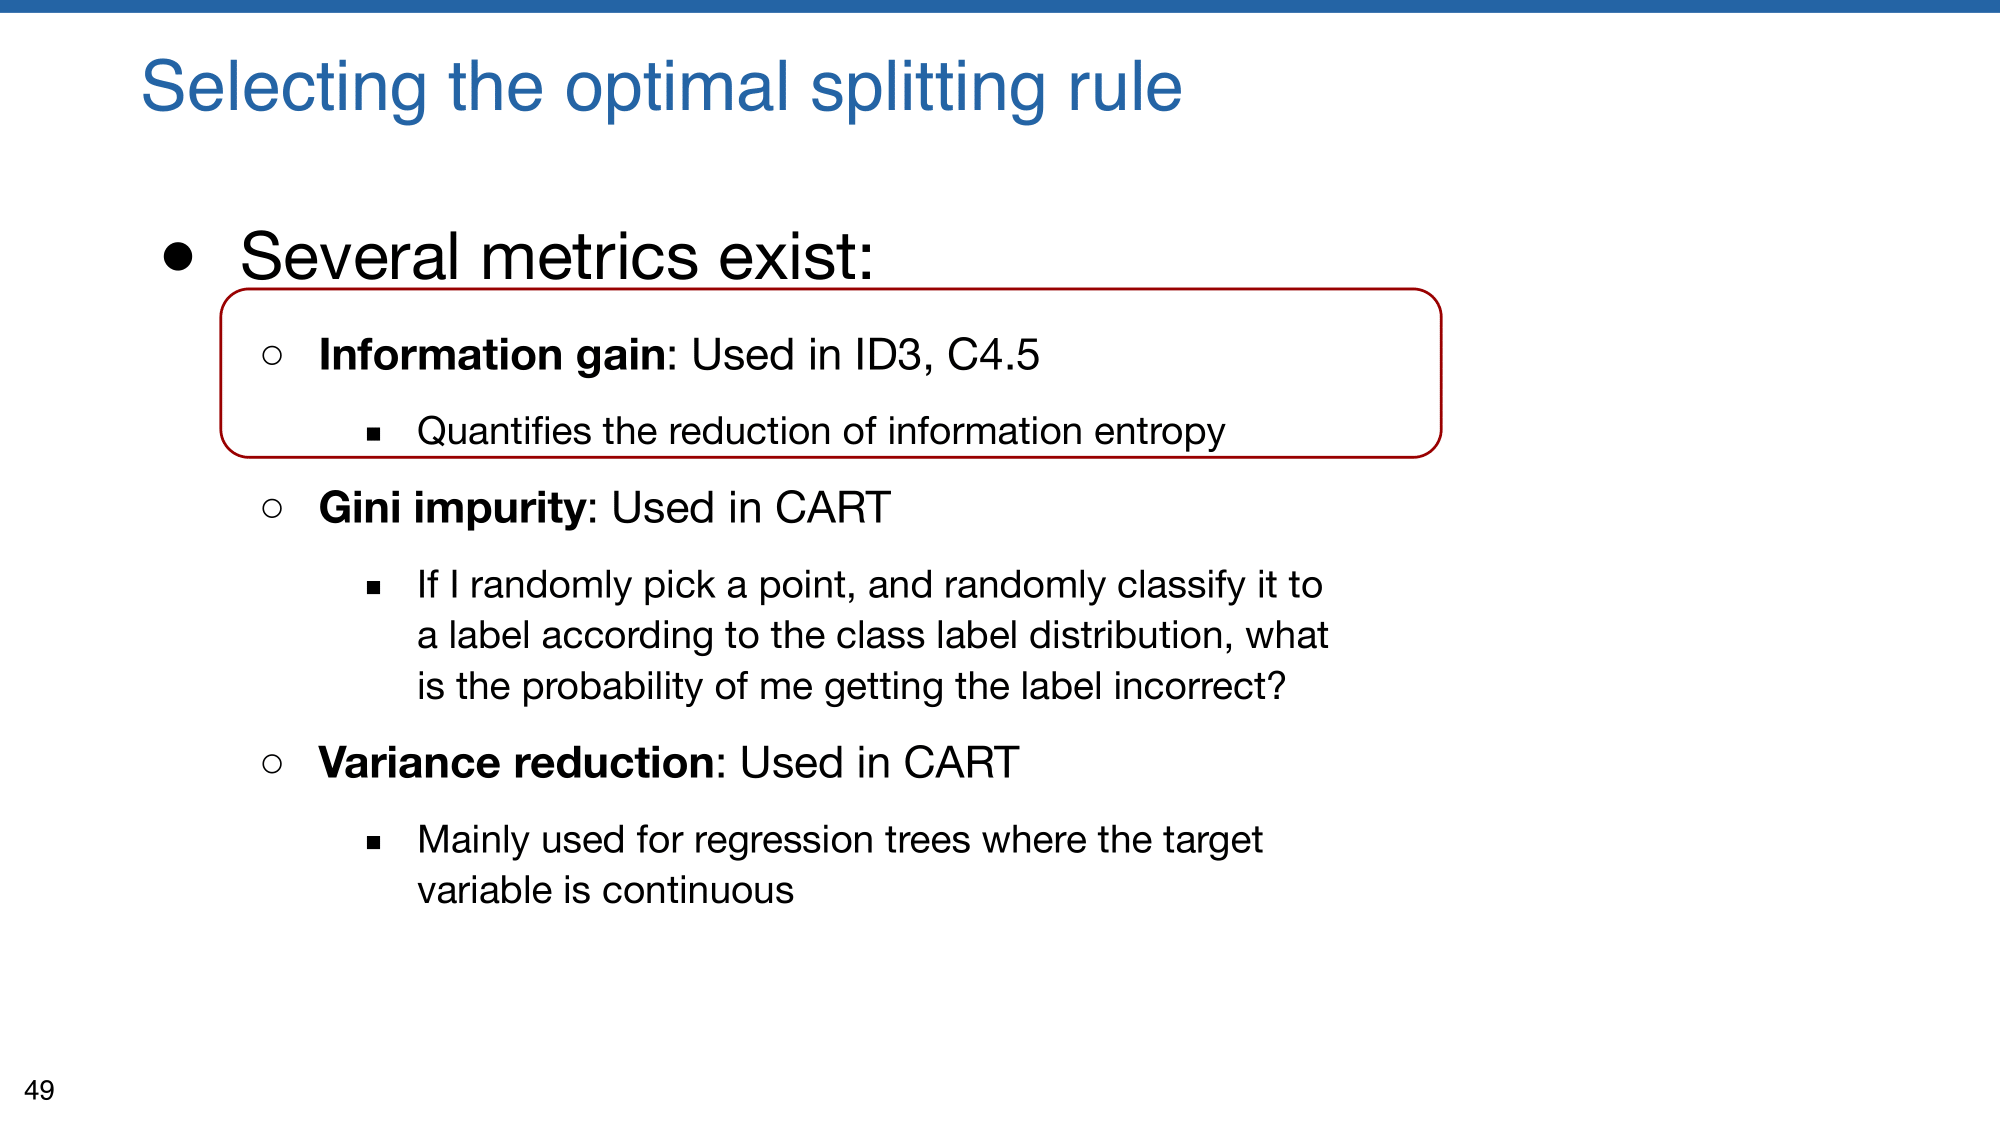 Selecting the optimal splitting rule
● Several metrics exist:
○ Information gain: Used in ID3, C4.5
■ Quantifies the reduction of information entropy
○ Gini impurity: Used in CART
■ If I randomly pick a point, and randomly classify it to
a label according to the class label distribution, what
is the probability of me getting the label incorrect?
○ Variance reduction: Used in CART
■ Mainly used for regression trees where the target
variable is continuous
49